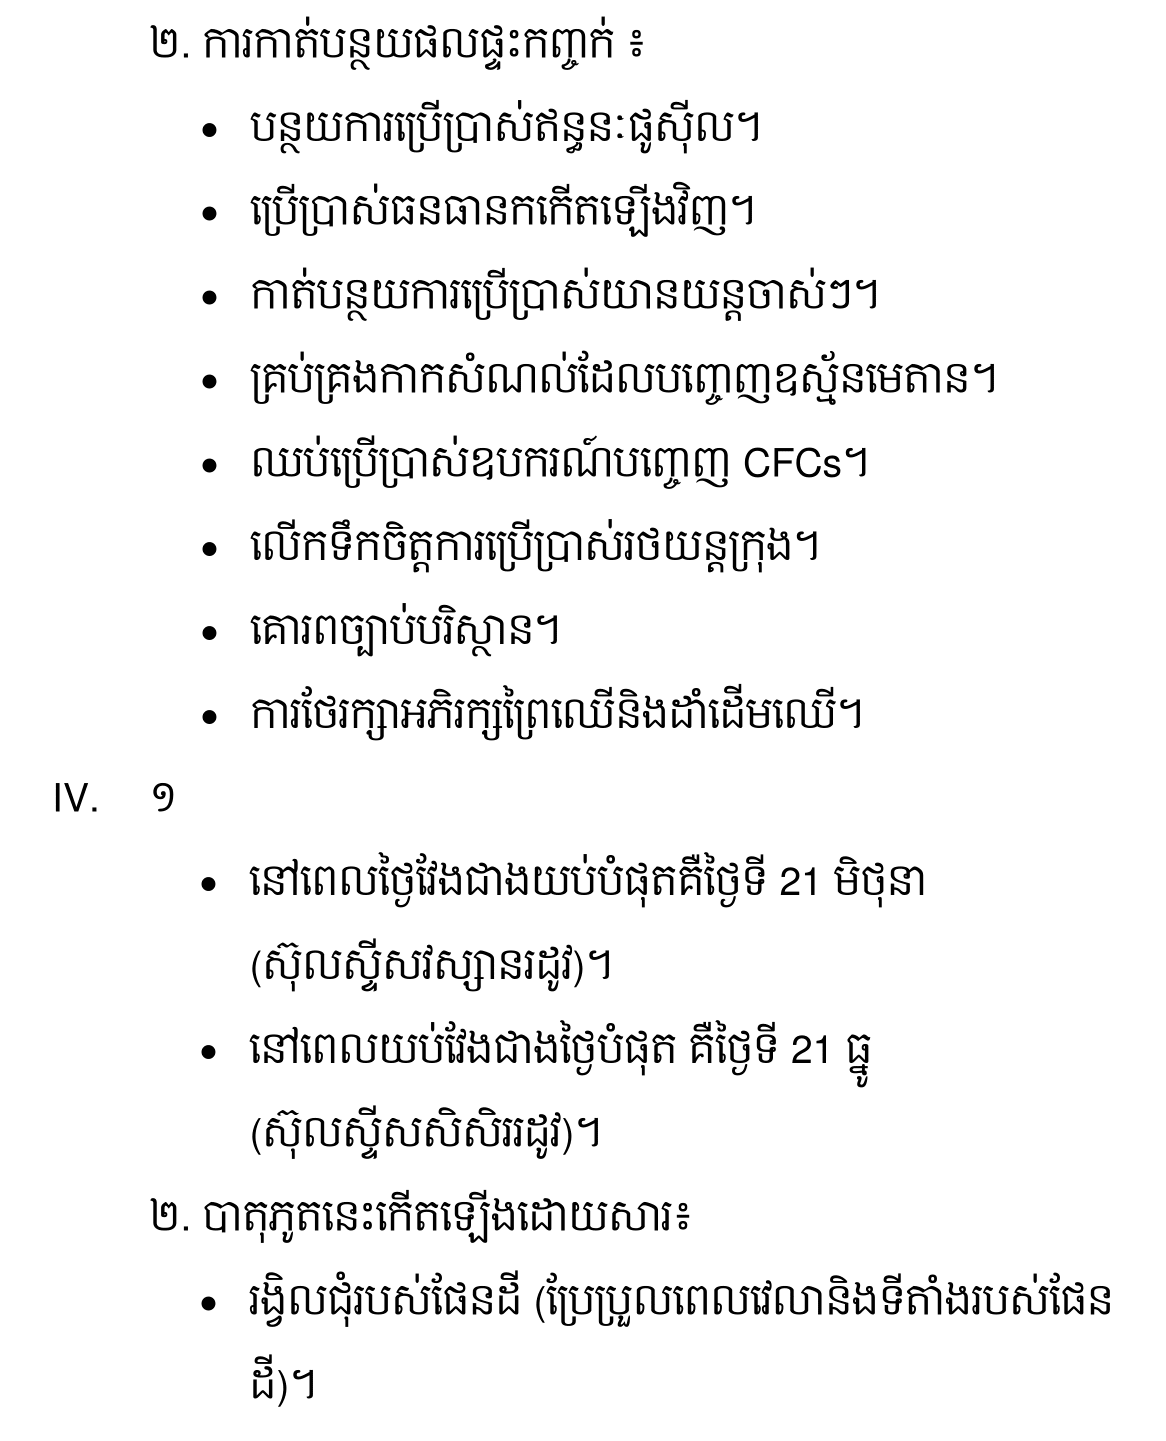 ២. ការកាត់បន្ថយផលផ្ទះកញ្ចក់ ៖
• បន្ថយការប្រើប្រាស់ឥន្ធនៈផូស៊ីល។
• ប្រើប្រាស់ធនធានកកើតឡើងវិញ។
• កាត់បន្ថយការប្រើប្រាស់យានយន្តចាស់ៗ។
• គ្រប់គ្រងកាកសំណល់ដែលបញ្ចេញឧស្ម័នមេតាន។
• ឈប់ប្រើប្រាស់ឧបករណ៍បញ្ចេញ CFCs។
• លើកទឹកចិត្តការប្រើប្រាស់រថយន្តក្រុង។
• គោរពច្បាប់បរិស្ថាន។
• ការថែរក្សាអភិរក្សព្រៃឈើនិងដាំដើមឈើ។
IV. ១
• នៅពេលថ្ងៃវែងជាងយប់បំផុតគឺថ្ងៃទី 21 មិថុនា
(ស៊ុលស្ទីសវស្សានរដូវ)។
• នៅពេលយប់វែងជាងថ្ងៃបំផុត គឺថ្ងៃទី 21 ធ្នូ
(ស៊ុលស្ទីសសិសិររដូវ)។
២. បាតុភូតនេះកើតឡើងដោយសារ៖
• រង្វិលជុំរបស់ផែនដី (ប្រែប្រួលពេលវេលានិងទីតាំងរបស់ផែន
ដី)។